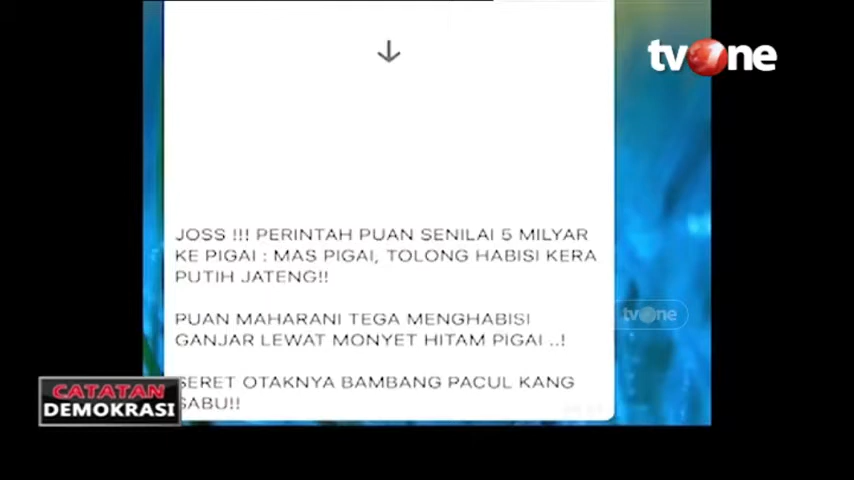 tvOne
JOSS !!! PERINTAH PUAN SENILAI 5 MILYAR
KE PIGAI : MAS PIGAI, TOLONG HABISI KERA
PUTIH JATENG!!
PUAN MAHARANI TEGA MENGHABISI
GANJAR LEWAT MONYET HITAM PIGAI ..!
SERET OTAKNYA BAMBANG PACUL KANG
SABU!!
tvOne
CATATAN
DEMOKRASI